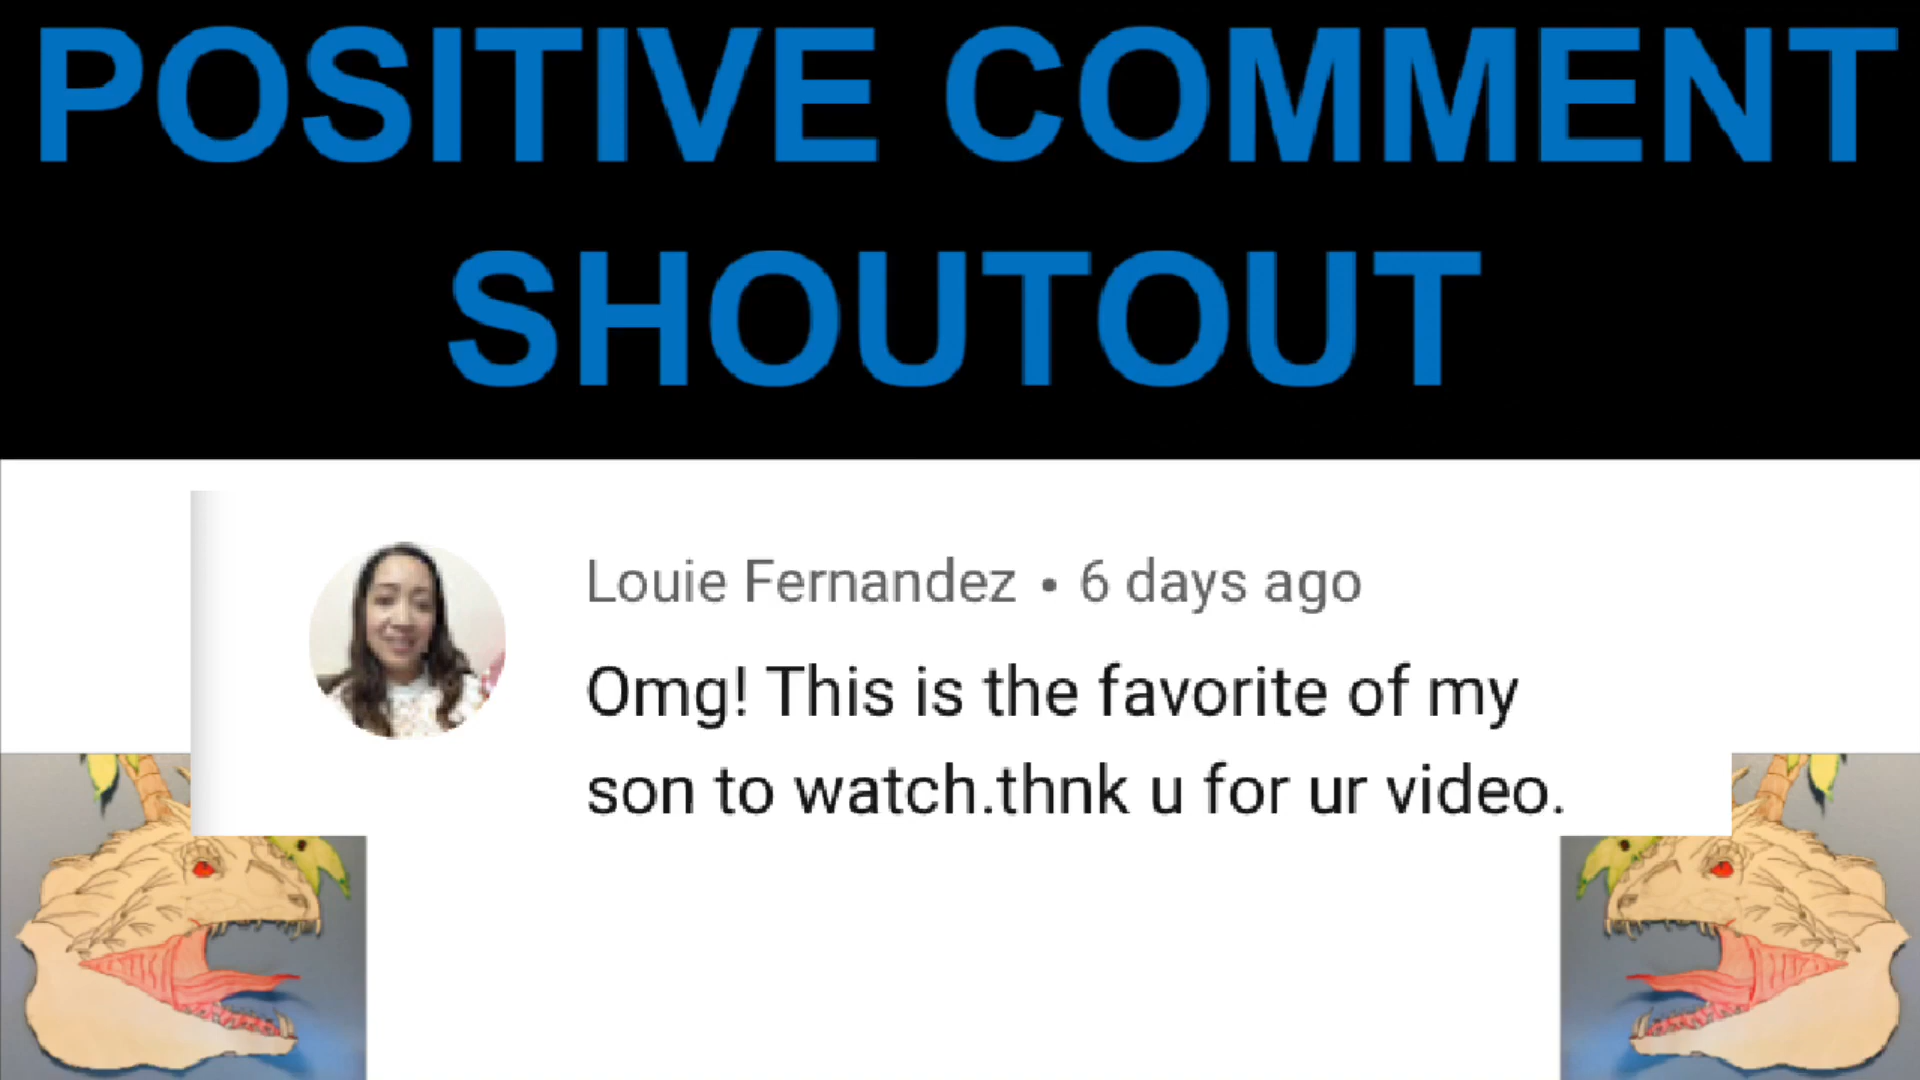 POSITIVE COMMENT
SHOUTOUT
Louie Fernandez • 6 days ago
Omg! This is the favorite of my
son to watch.thnk u for ur video.